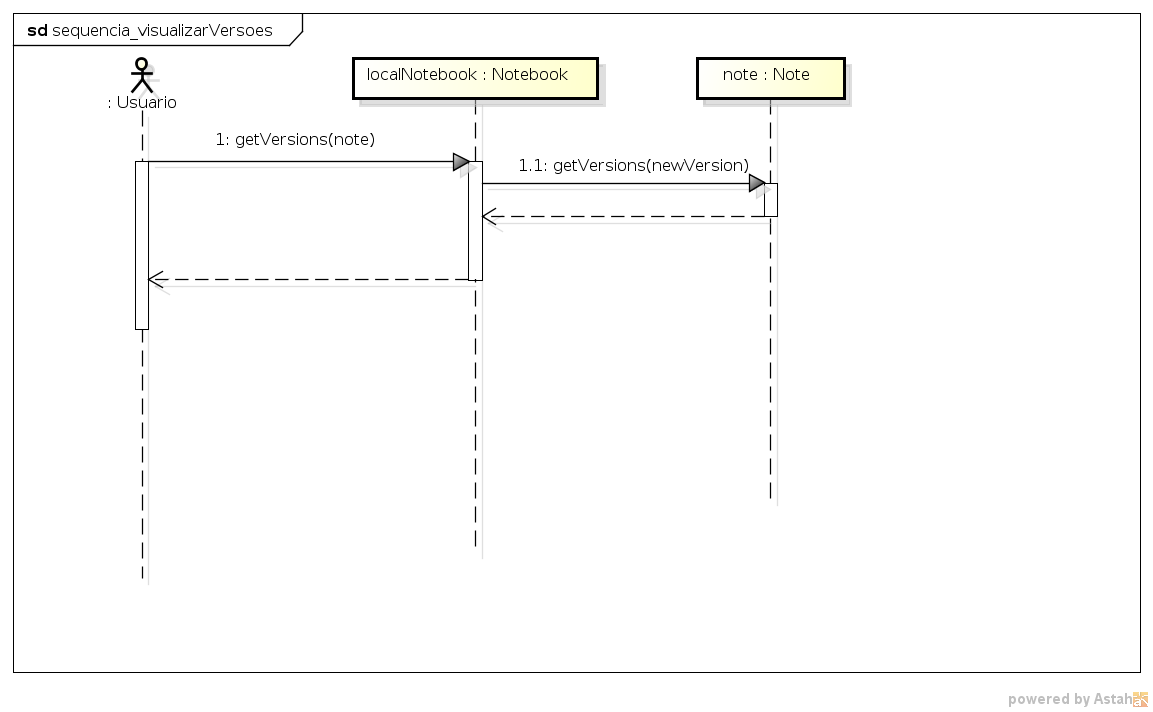 sd sequencia_visualizarVersoes
: Usuario
localNotebook : Notebook
note : Note
1: getVersions(note)
1.1: getVersions(newVersion)
powered by Astah